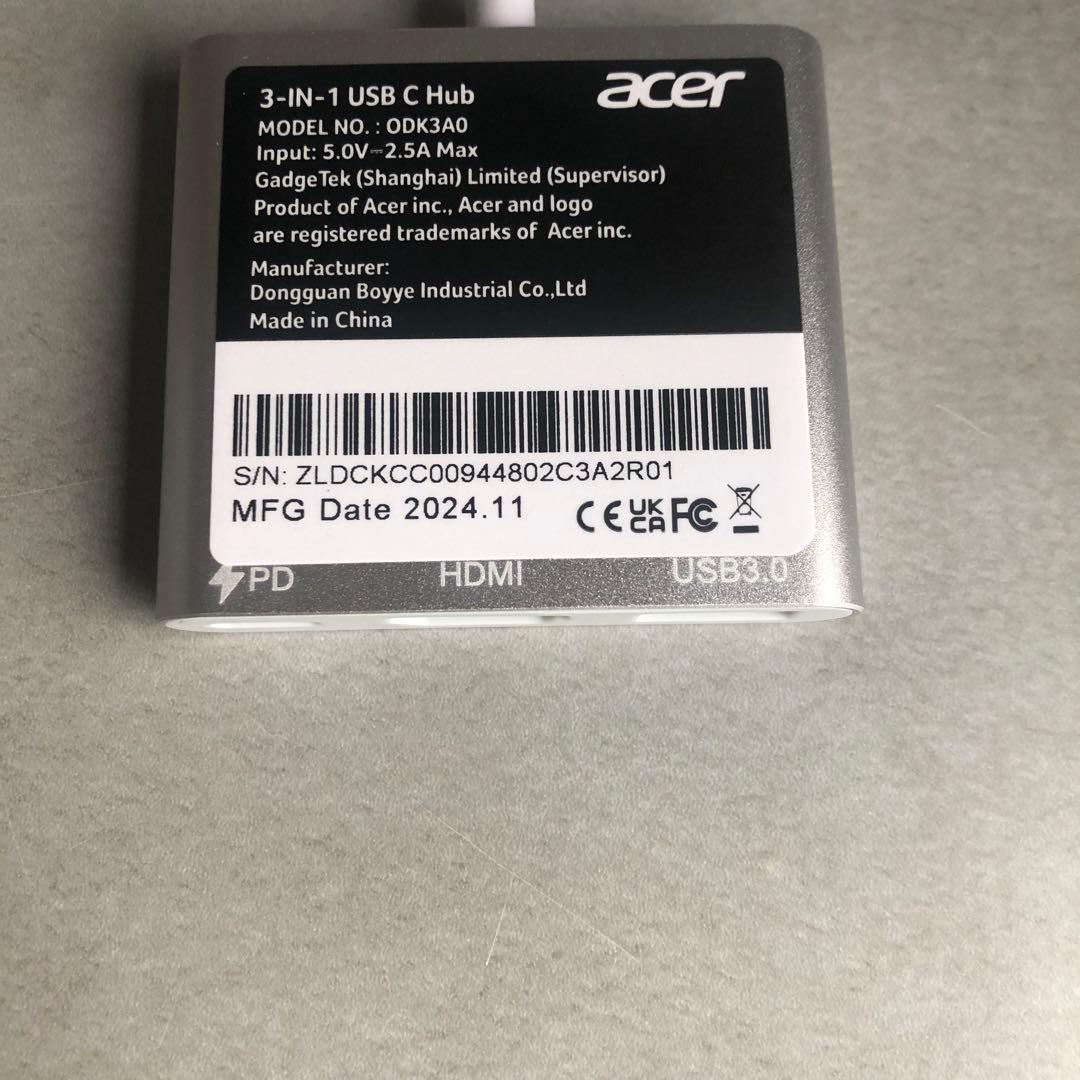 3-IN-1 USB C Hub
acer
MODEL NO. : ODK3A0
Input: 5.0V⎓2.5A Max
GadgeTek (Shanghai) Limited (Supervisor)
Product of Acer inc., Acer and logo
are registered trademarks of Acer inc.
Manufacturer:
Dongguan Boyye Industrial Co.,Ltd
Made in China
S/N: ZLDCKCC00944802C3A2R01
MFG Date 2024.11
CE UK CA FC
PD HDMI USB3.0